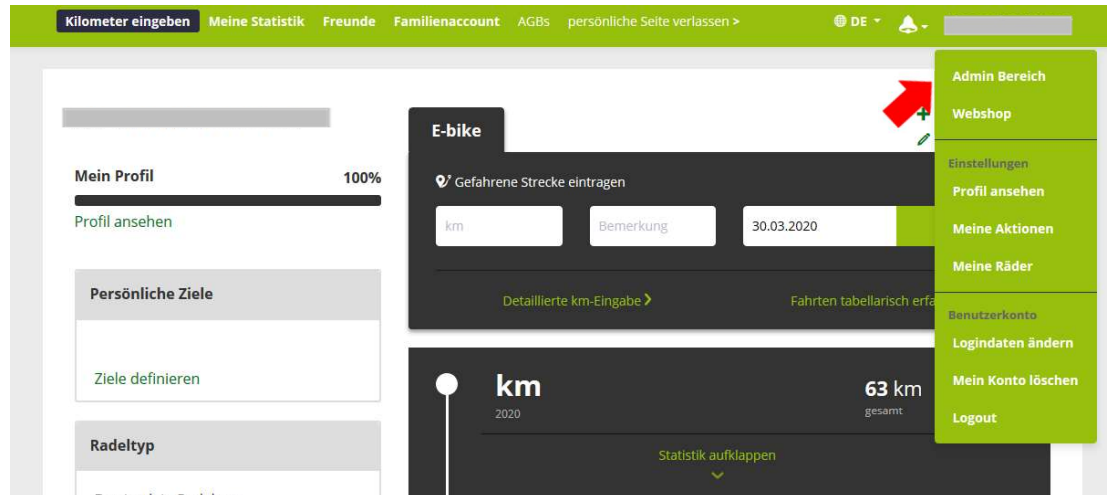 Kilometer eingeben Meine Statistik Freunde Familienaccount AGBs persönliche Seite verlassen > DE
Admin Bereich
Webshop
Einstellungen
Profil ansehen
Meine Aktionen
Meine Räder
Benutzerkonto
Logindaten ändern
Mein Konto löschen
Logout
Mein Profil 100%
Profil ansehen
Persönliche Ziele
Ziele definieren
Radeltyp
E-bike
Gefahrene Strecke eintragen
km Bemerkung 30.03.2020
Detaillierte km-Eingabe Fahrten tabellarisch erfa
km 63 km
2020 gesamt
Statistik aufklappen